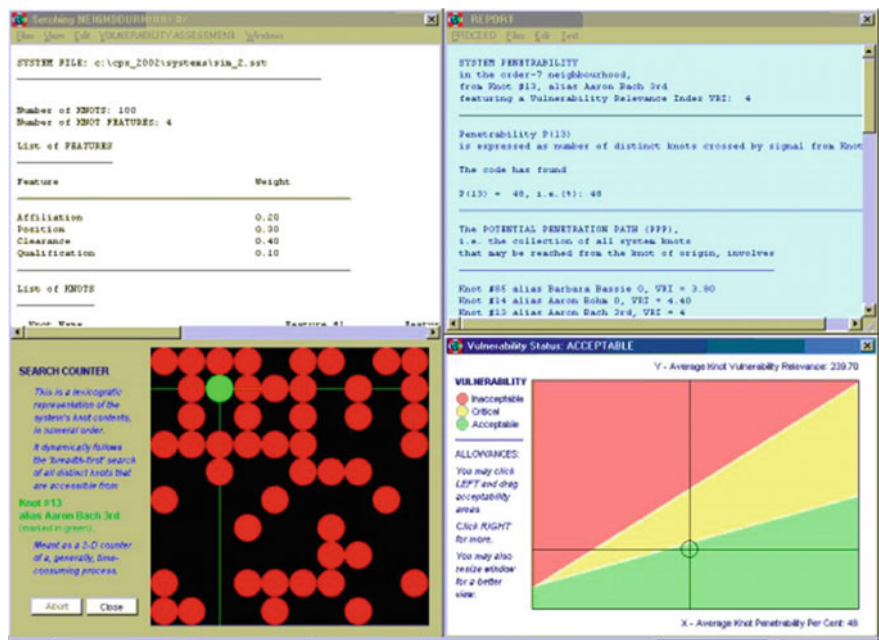 Searching NEIGHBOURHOOD #7
Files View Edit VULNERABILITY ASSESSMENT Windows
SYSTEM FILE: c:\cps_2002\systems\sim_2.sst
Number of KNOTS: 100
Number of KNOT FEATURES: 4
List of FEATURES
Feature Weight
Affiliation 0.20
Position 0.30
Clearance 0.40
Qualification 0.10
List of KNOTS
Knot Name Feature #1 Featur
REPORT
PROCEED Files Edit Font
SYSTEM PENETRABILITY
in the order-7 neighbourhood,
from Knot #13, alias Aaron Bach 3rd
featuring a Vulnerability Relevance Index VRI: 4
Penetrability P(13)
is expressed as number of distinct knots crossed by signal from Knot
The code has found
P(13) = 48, i.e.(%): 48
The POTENTIAL PENETRATION PATH (PPP),
i.e. the collection of all system knots
that may be reached from the knot of origin, involves
Knot #85 alias Barbara Bassie 0, VRI = 3.80
Knot #14 alias Aaron Bohm 0, VRI = 4.40
Knot #13 alias Aaron Bach 3rd, VRI = 4
SEARCH COUNTER
This is a lexicografic
representation of the
system's knot contents,
in numeral order.
It dynamically follows
the 'breadth-first' search
of all distinct knots that
are accessible from
Knot #13
alias Aaron Bach 3rd
(marked in green).
Meant as a 2-D counter
of a, generally, time-
consuming process.
Abort Close
Vulnerability Status: ACCEPTABLE
Y - Average Knot Vulnerability Relevance: 239.70
VULNERABILITY
Inacceptable
Critical
Acceptable
ALLOWANCES:
You may click
LEFT and drag
acceptability
areas.
Click RIGHT
for more.
You may also
resize window
for a better
view.
X - Average Knot Penetrability Per Cent: 48